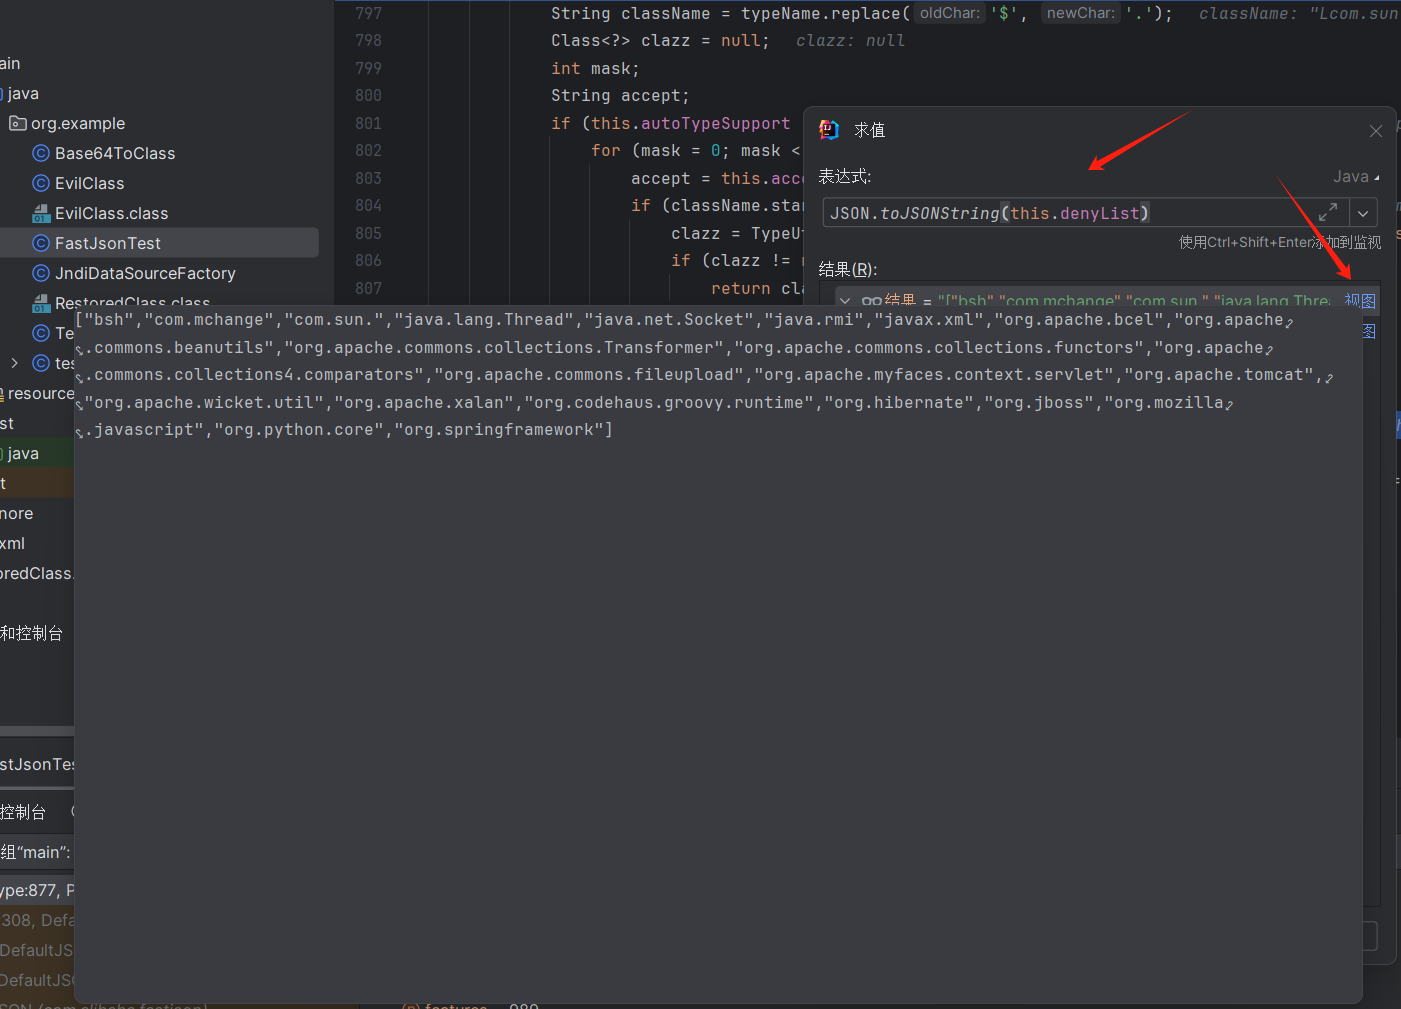 797 String className = typeName.replace( oldChar: '$', newChar: '.'); className: "Lcom.sun
798 Class<?> clazz = null; clazz: null
799 int mask;
800 String accept;
801 if (this.autoTypeSupport
802 for (mask = 0; mask <
803 accept = this.acce
804 if (className.star
805 clazz = TypeUt
806 if (clazz != n
807 return cla
ain
java
org.example
Base64ToClass
EvilClass
EvilClass.class
FastJsonTest
JndiDataSourceFactory
RestoredClass.class
Te
tes
resource
st
java
t
nore
xml
oredClass.
和控制台
stJsonTes
控制台
组“main”:
ype:877, P
308, Defa
DefaultJS
DefaultJSO
求值
表达式:
Java
JSON.toJSONString(this.denyList)
使用Ctrl+Shift+Enter添加到监视
结果(R):
结果 = "["bsh","com.mchange","com.sun.","java.lang.Thre 视图
图
["bsh","com.mchange","com.sun.","java.lang.Thread","java.net.Socket","java.rmi","javax.xml","org.apache.bcel","org.apache
.commons.beanutils","org.apache.commons.collections.Transformer","org.apache.commons.collections.functors","org.apache
.commons.collections4.comparators","org.apache.commons.fileupload","org.apache.myfaces.context.servlet","org.apache.tomcat",
"org.apache.wicket.util","org.apache.xalan","org.codehaus.groovy.runtime","org.hibernate","org.jboss","org.mozilla
.javascript","org.python.core","org.springframework"]